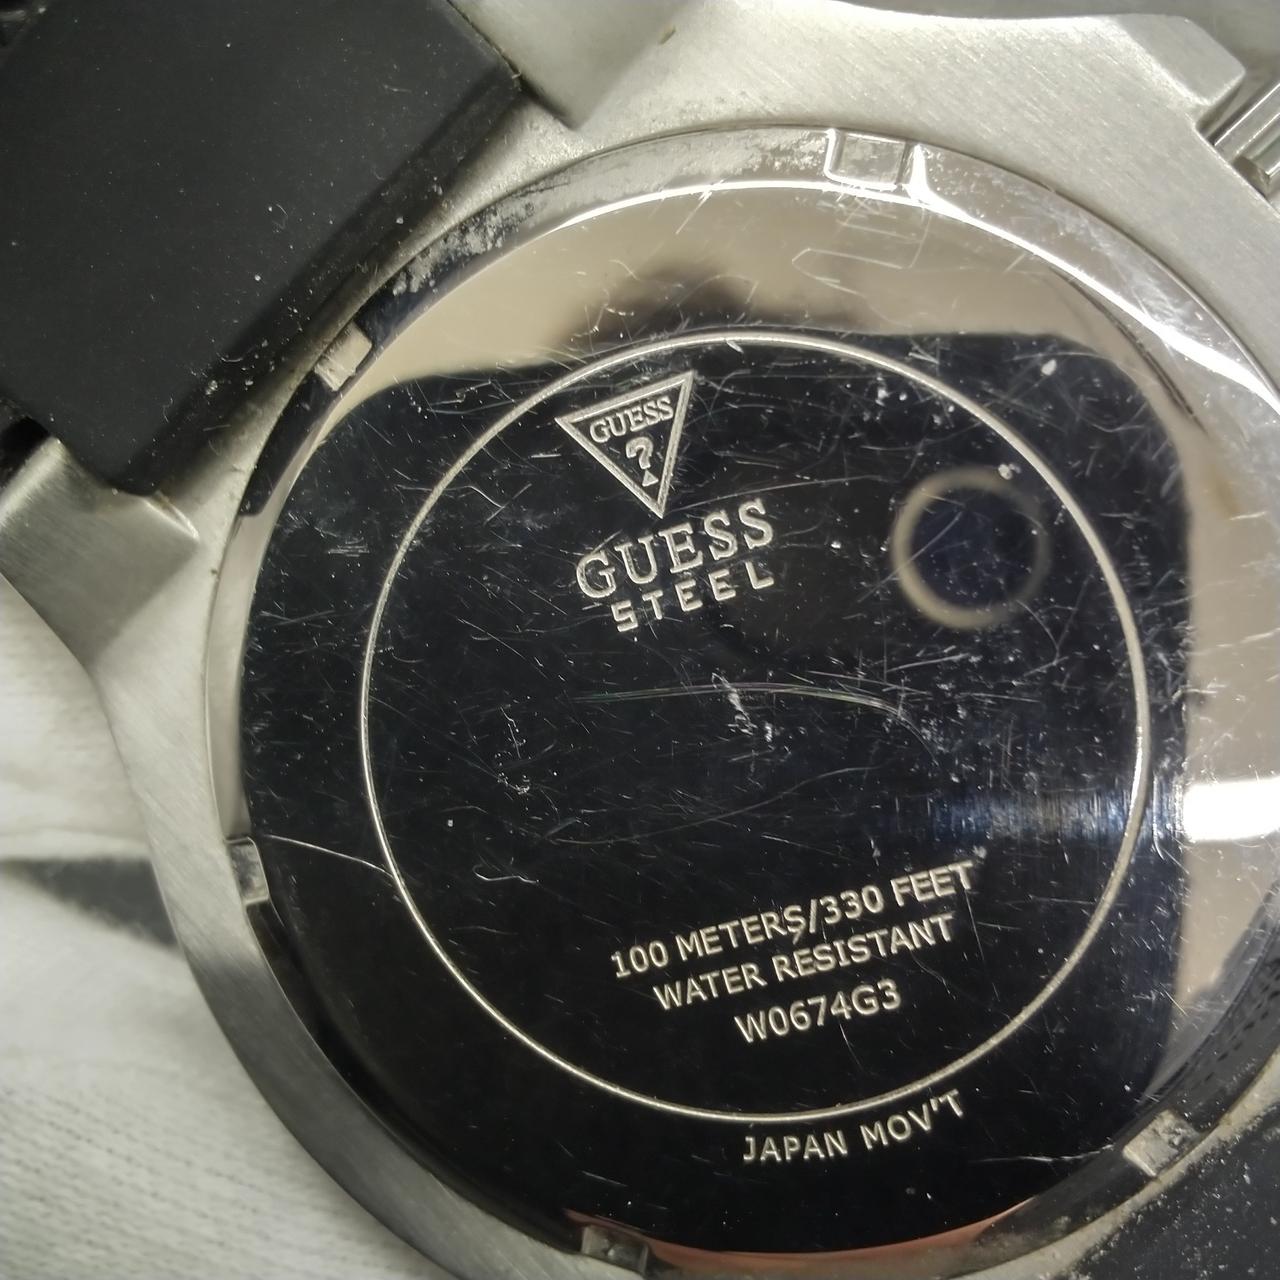 GUESS
?
GUESS
STEEL
100 METERS/330 FEET
WATER RESISTANT
W0674G3
JAPAN MOV'T